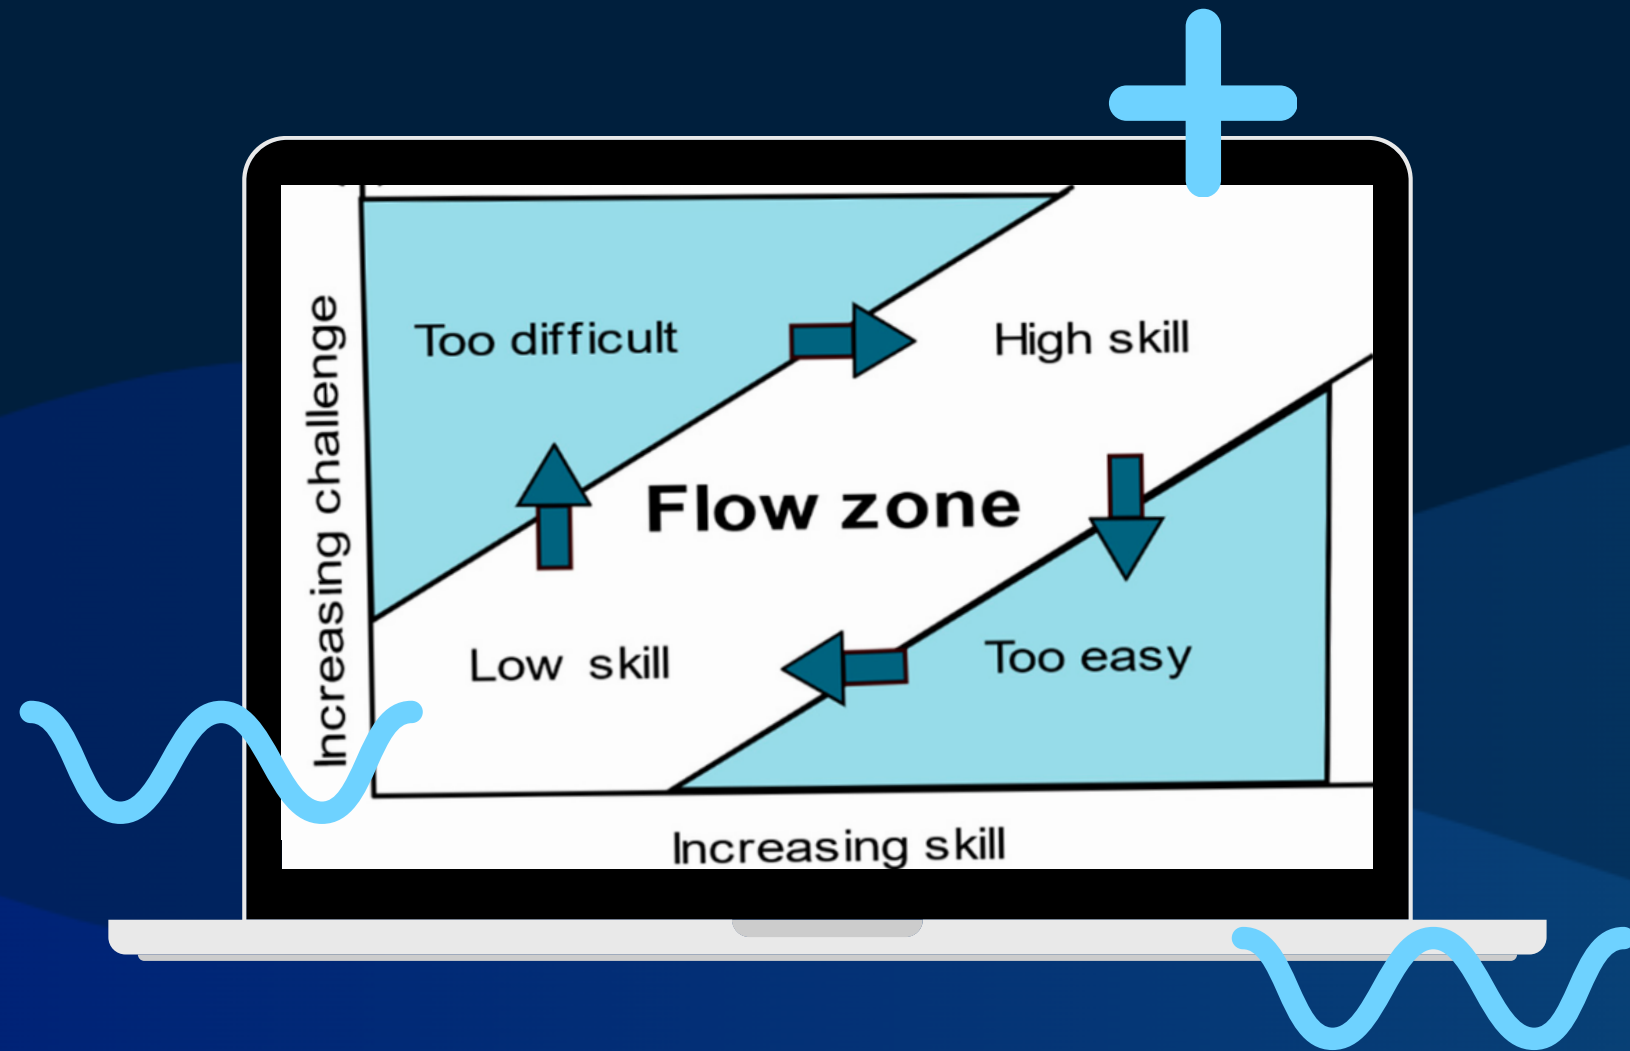 Increasing challenge
Too difficult
High skill
Flow zone
Low skill
Too easy
Increasing skill